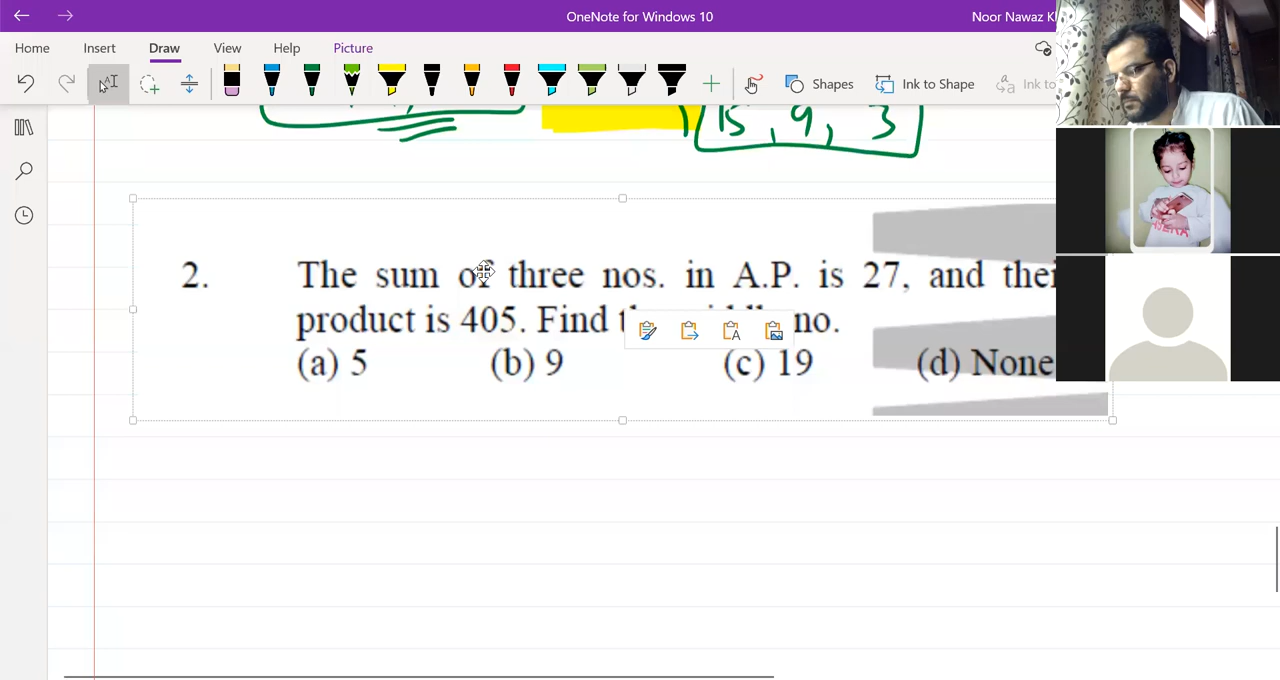 OneNote for Windows 10
Noor Nawaz
Home Insert Draw View Help Picture
Shapes Ink to Shape Ink to
15, 9, 3
2. The sum of three nos. in A.P. is 27, and
product is 405. Find no.
(a) 5 (b) 9 (c) 19 (d) None